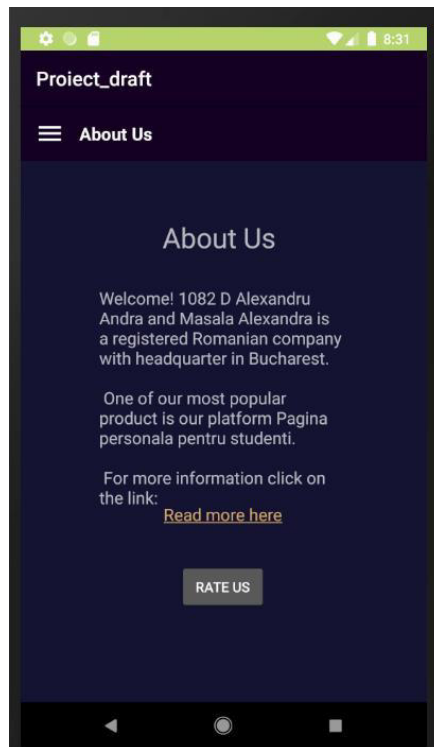 8:31
Proiect_draft
About Us
About Us
Welcome! 1082 D Alexandru
Andra and Masala Alexandra is
a registered Romanian company
with headquarter in Bucharest.
One of our most popular
product is our platform Pagina
personala pentru studenti.
For more information click on
the link:
Read more here
RATE US